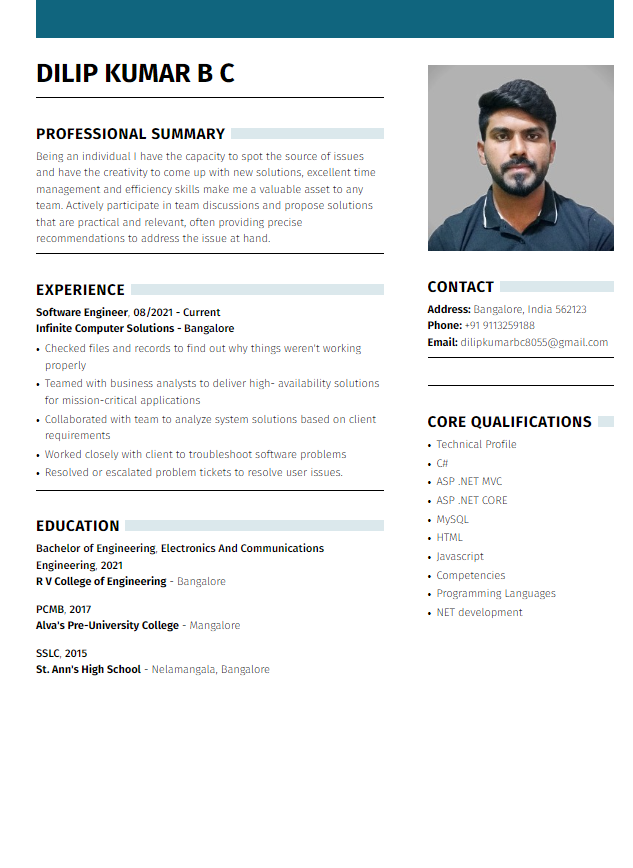 DILIP KUMAR B C
PROFESSIONAL SUMMARY
Being an individual I have the capacity to spot the source of issues
and have the creativity to come up with new solutions, excellent time
management and efficiency skills make me a valuable asset to any
team. Actively participate in team discussions and propose solutions
that are practical and relevant, often providing precise
recommendations to address the issue at hand.
EXPERIENCE
Software Engineer, 08/2021 - Current
Infinite Computer Solutions - Bangalore
• Checked files and records to find out why things weren't working
properly
• Teamed with business analysts to deliver high- availability solutions
for mission-critical applications
• Collaborated with team to analyze system solutions based on client
requirements
• Worked closely with client to troubleshoot software problems
• Resolved or escalated problem tickets to resolve user issues.
EDUCATION
Bachelor of Engineering, Electronics And Communications
Engineering, 2021
R V College of Engineering - Bangalore
PCMB, 2017
Alva's Pre-University College - Mangalore
SSLC, 2015
St. Ann's High School - Nelamangala, Bangalore
CONTACT
Address: Bangalore, India 562123
Phone: +91 9113259188
Email: dilipkumarbc8055@gmail.com
CORE QUALIFICATIONS
• Technical Profile
• C#
• ASP .NET MVC
• ASP .NET CORE
• MySQL
• HTML
• Javascript
• Competencies
• Programming Languages
• NET development